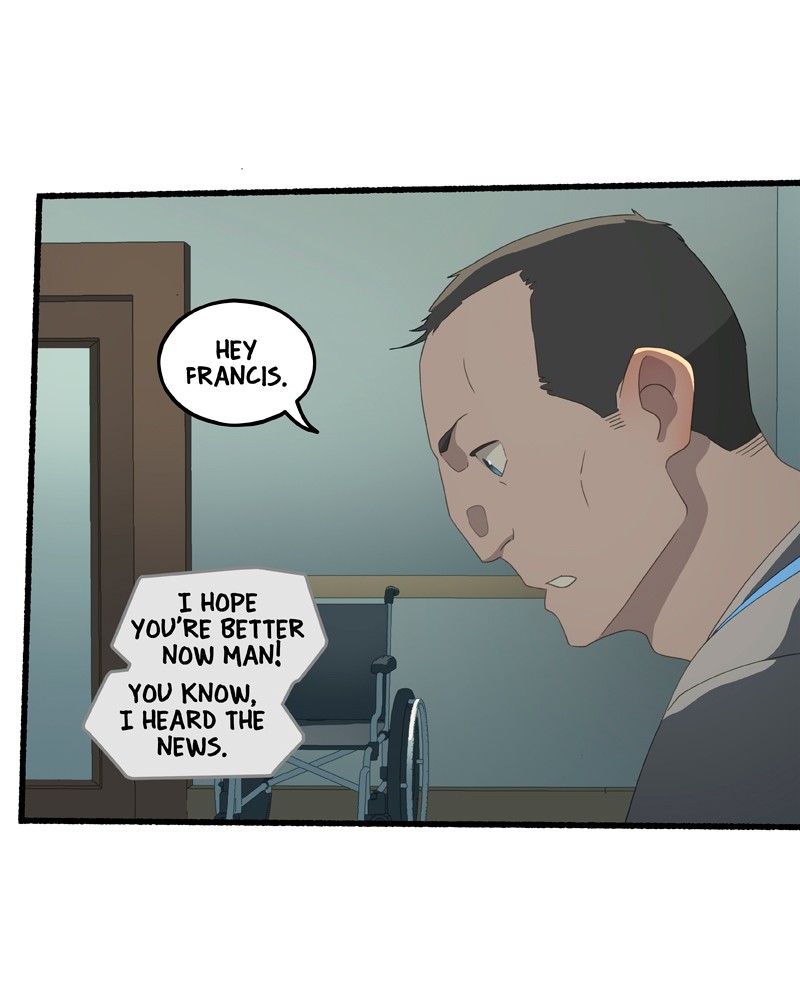 HEY
FRANCIS.
I HOPE
YOU'RE BETTER
NOW MAN!
YOU KNOW,
I HEARD THE
NEWS.